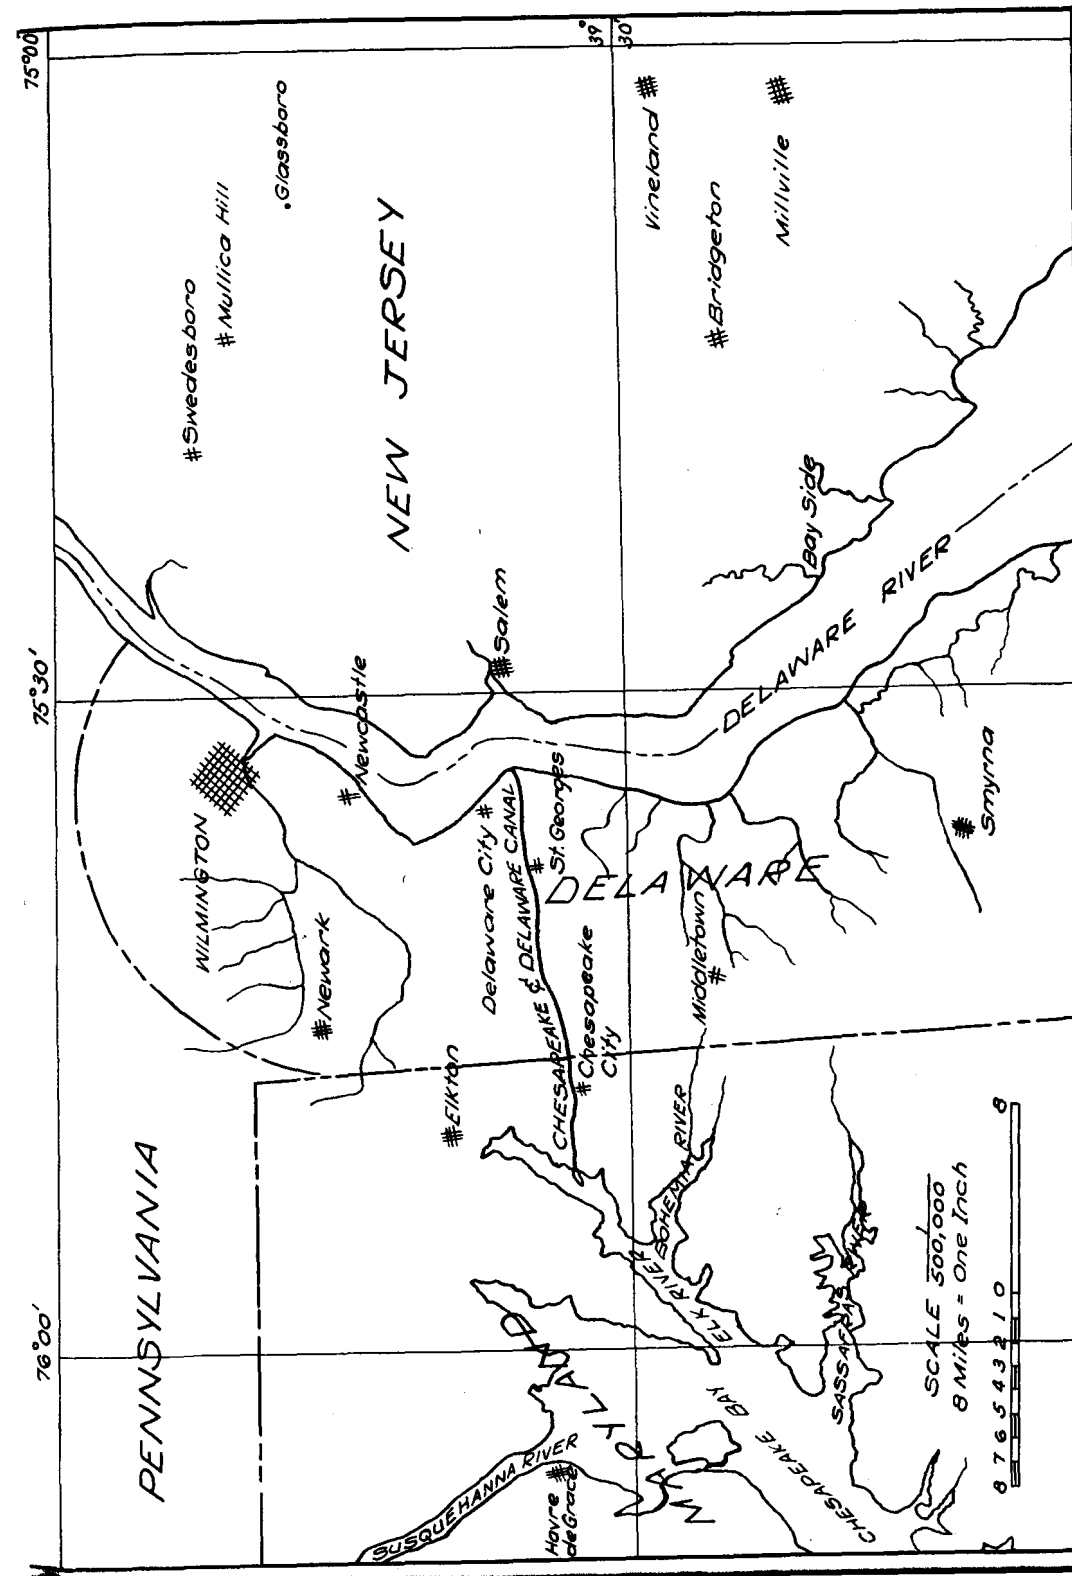 PENNSYLVANIA
76°00'
75°30'
75°00'
39° 30'
WILMINGTON
Newark
Newcastle
Swedesboro
Mullica Hill
.Glassboro
NEW JERSEY
Salem
Elkton
Delaware City
CHESAPEAKE & DELAWARE CANAL
St. Georges
Chesapeake
City
DELAWARE
Middletown
Vineland
Bridgeton
Millville
Bay Side
DELAWARE RIVER
Smyrna
SUSQUEHANNA RIVER
Havre
de Grace
MARYLAND
ELK RIVER
BOHEMIA RIVER
CHESAPEAKE BAY
SASSAFRAS RIVER
SCALE 1/500,000
8 Miles = One Inch
8 7 6 5 4 3 2 1 0 8